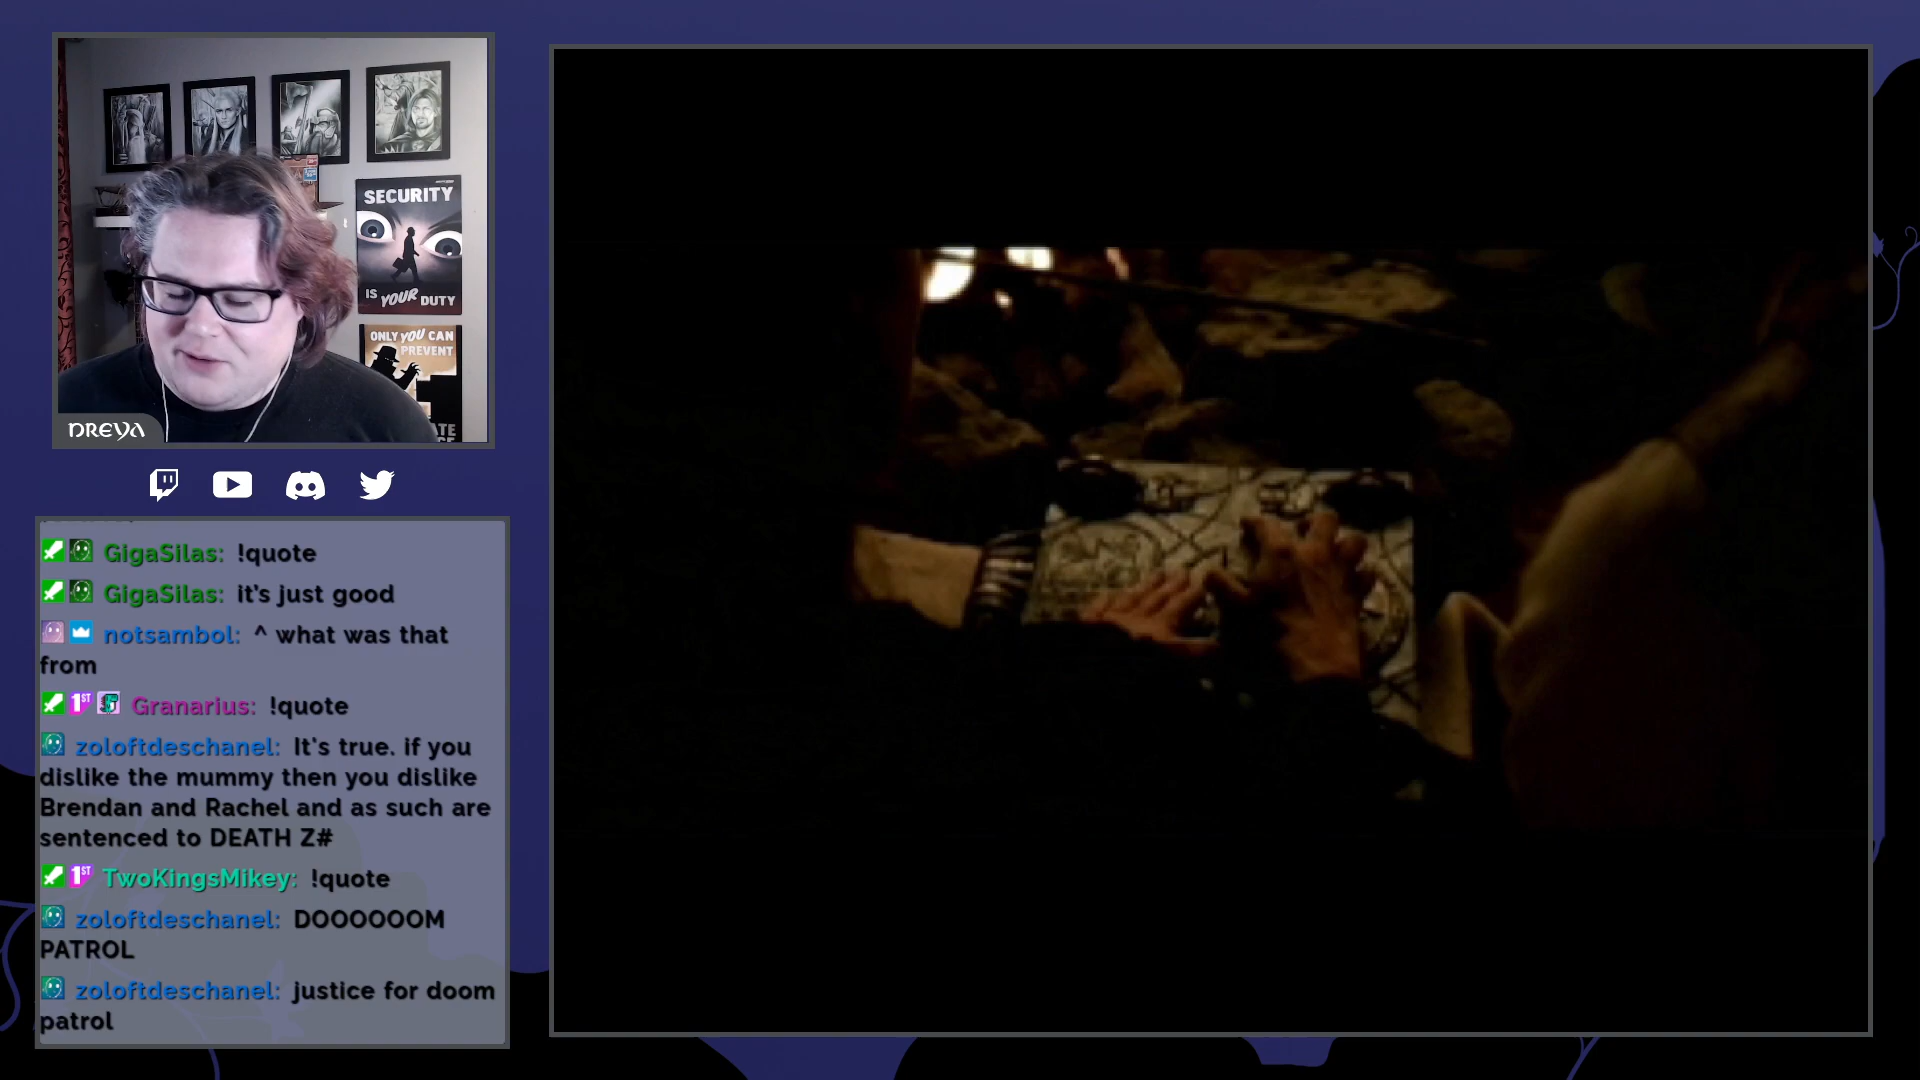 SECURITY
IS YOUR DUTY
ONLY YOU CAN
PREVENT
DREYA
GigaSilas: !quote
GigaSilas: it's just good
notsambol: ^ what was that
from
1ST Granarius: !quote
zoloftdeschanel: It's true. if you
dislike the mummy then you dislike
Brendan and Rachel and as such are
sentenced to DEATH Z#
1ST TwoKingsMikey: !quote
zoloftdeschanel: DOOOOOOM
PATROL
zoloftdeschanel: justice for doom
patrol